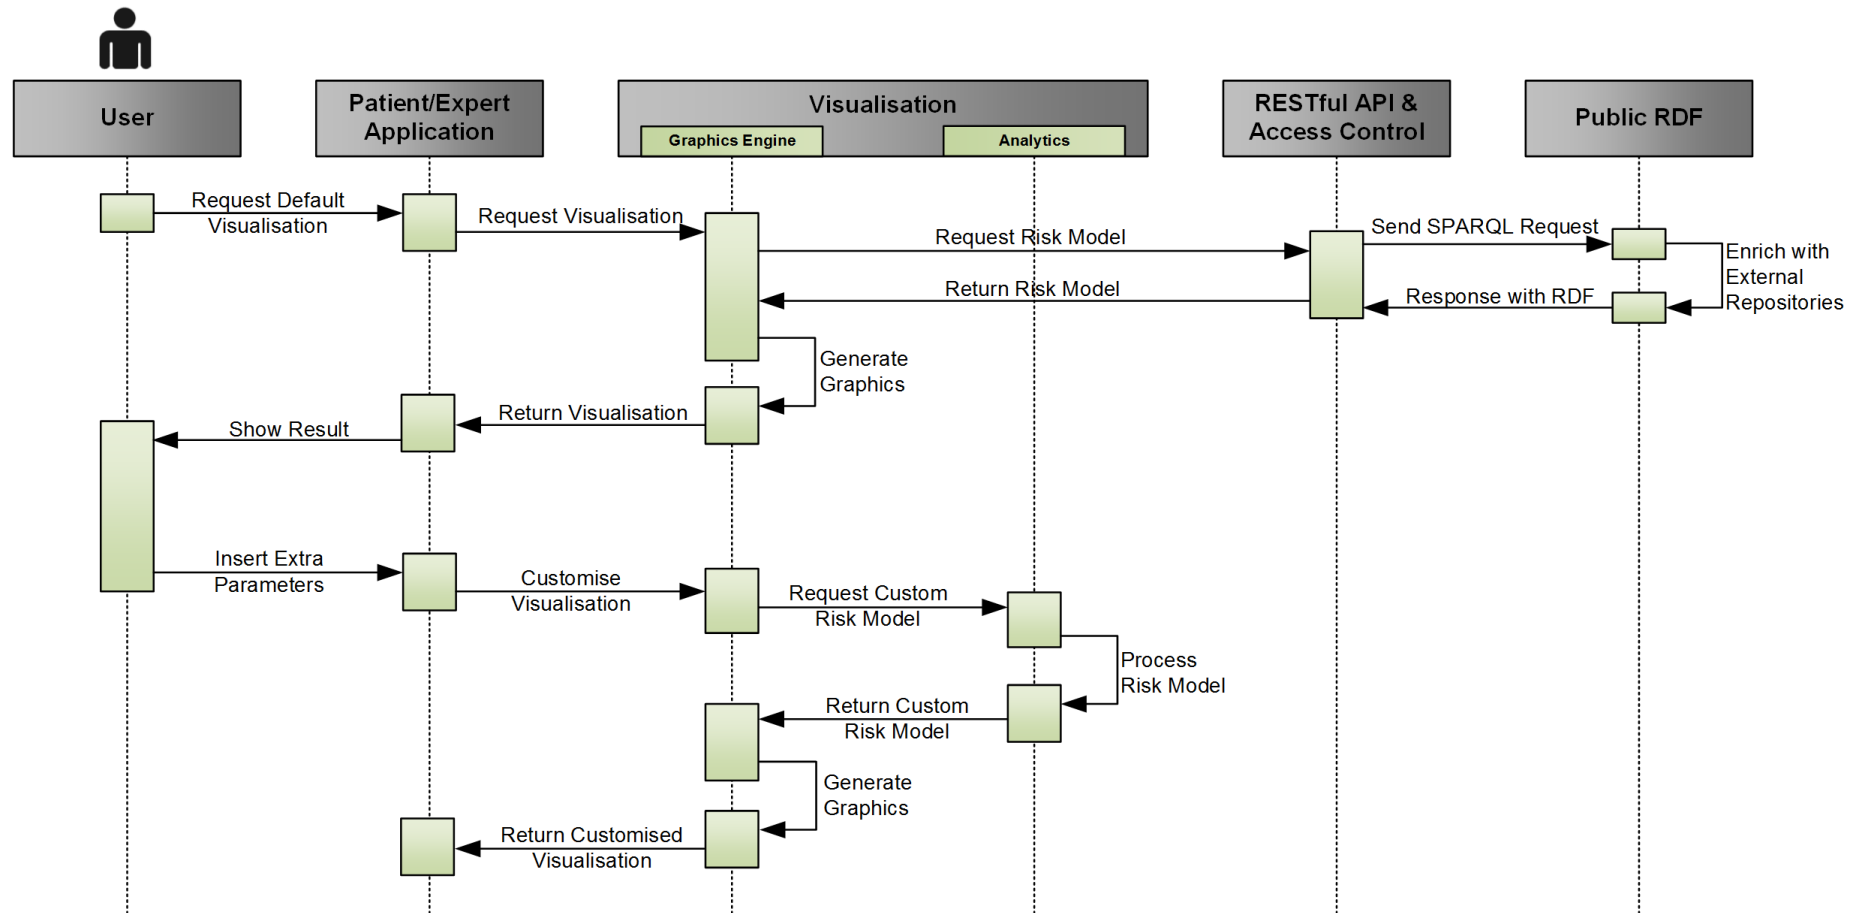 User
Patient/Expert
Application
Visualisation
Graphics Engine
Analytics
RESTful API &
Access Control
Public RDF
Request Default
Visualisation
Request Visualisation
Request Risk Model
Send SPARQL Request
Enrich with
External
Repositories
Return Risk Model
Response with RDF
Generate
Graphics
Return Visualisation
Show Result
Insert Extra
Parameters
Customise
Visualisation
Request Custom
Risk Model
Process
Risk Model
Return Custom
Risk Model
Generate
Graphics
Return Customised
Visualisation